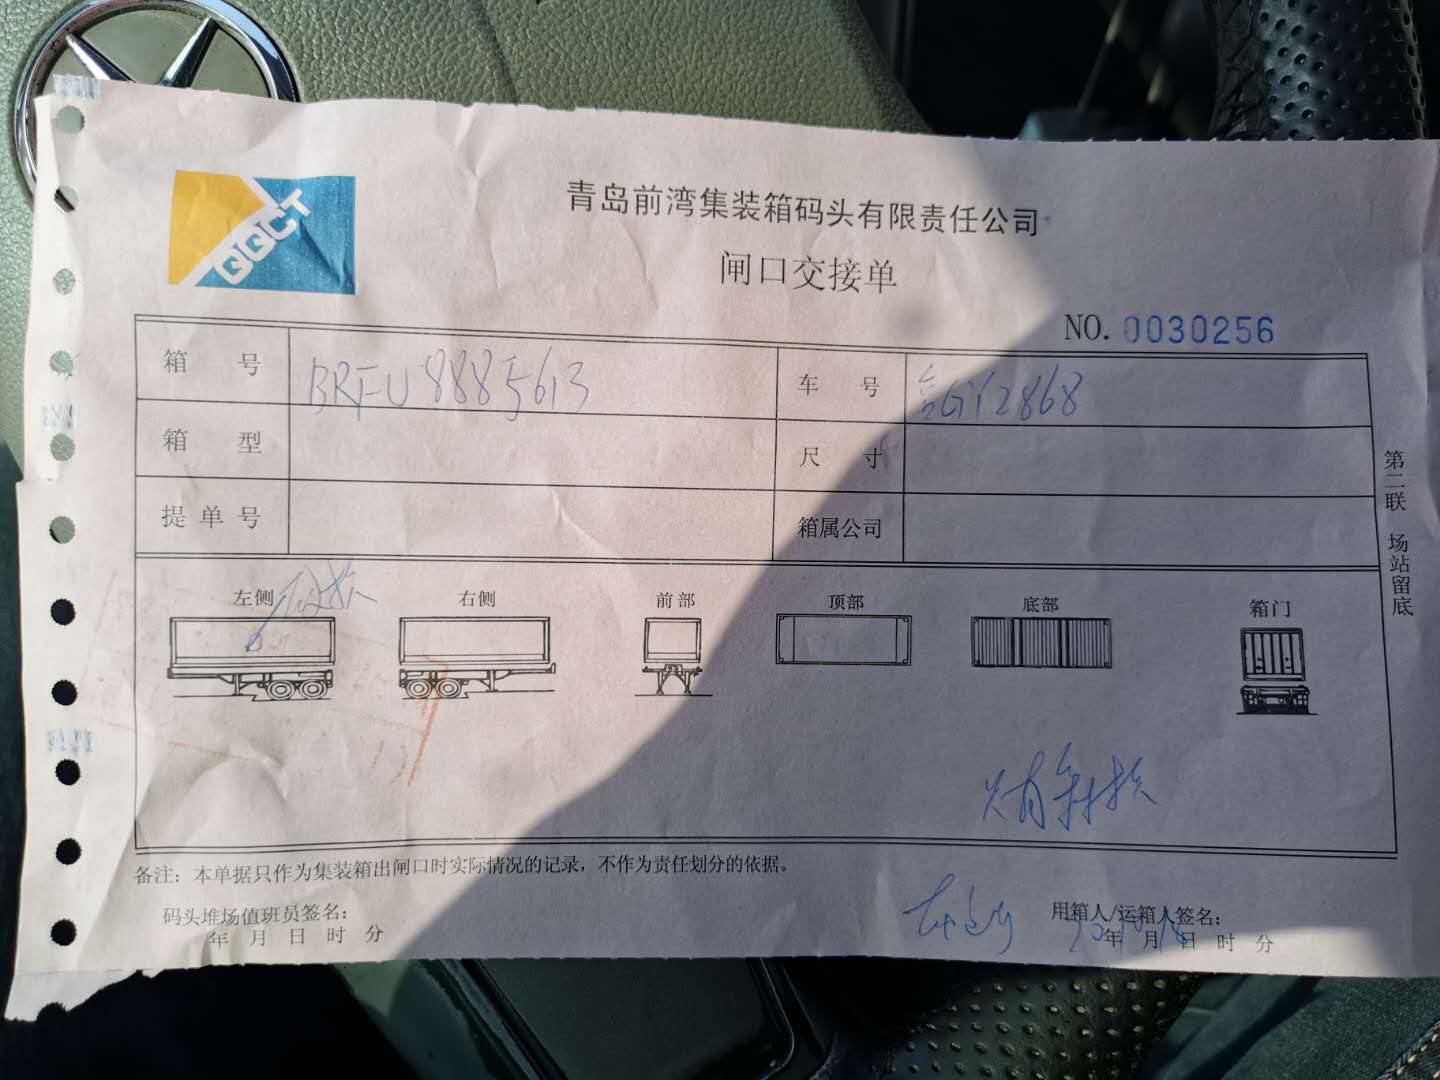 QQCT
青岛前湾集装箱码头有限责任公司
闸口交接单
NO. 0030256
箱 号 BRFU8885613 车 号 GY2868
箱 型 尺 寸
提单号 箱属公司
第二联 场站留底
左侧 右侧 前部 顶部 底部 箱门
备注：本单据只作为集装箱出闸口时实际情况的记录，不作为责任划分的依据。
码头堆场值班员签名： 用箱人/运箱人签名：
年 月 日 时 分 年 月 日 时 分